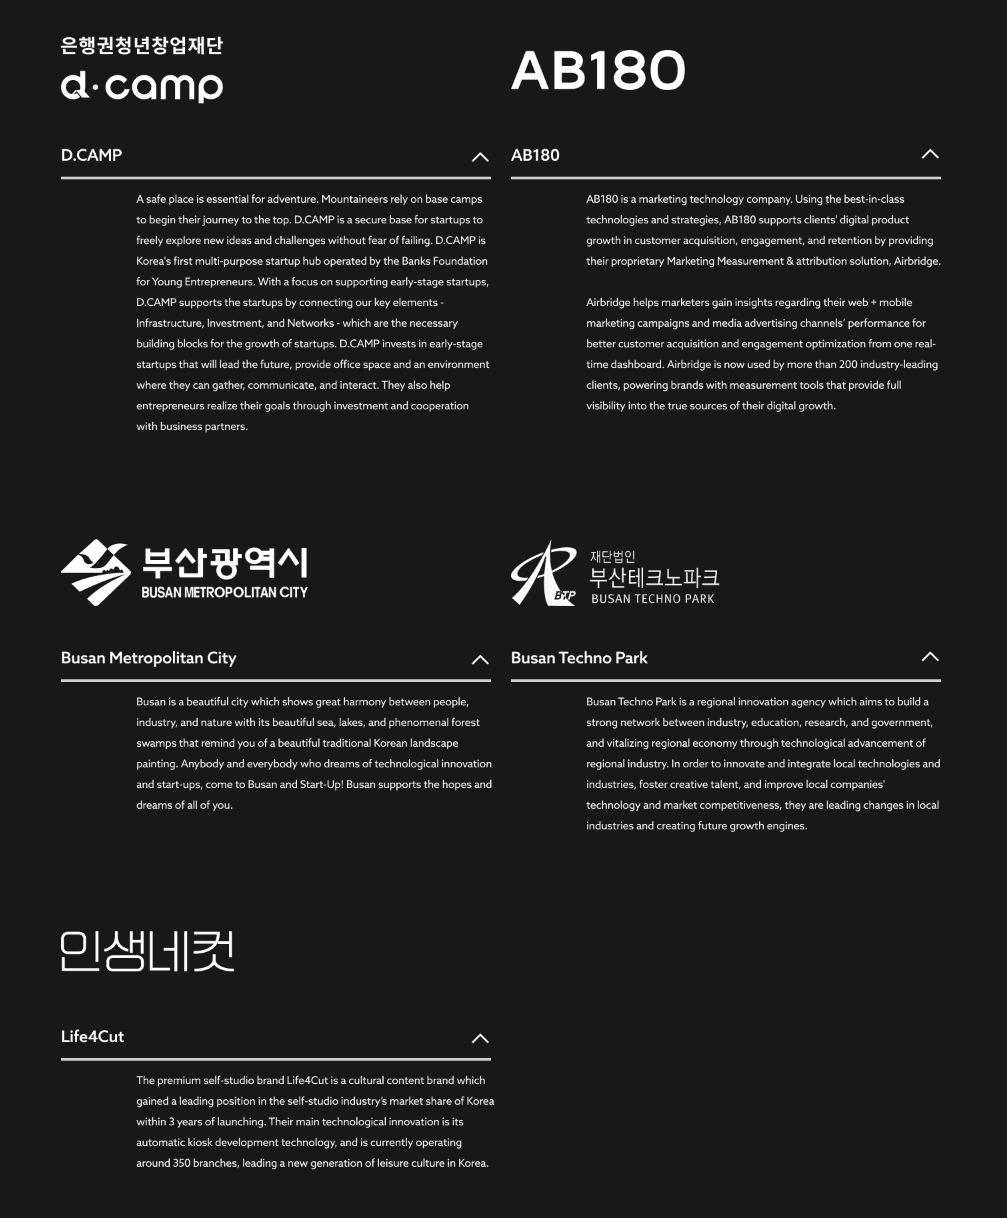 은행권청년창업재단
d·camp
D.CAMP
A safe place is essential for adventure. Mountaineers rely on base camps
to begin their journey to the top. D.CAMP is a secure base for startups to
freely explore new ideas and challenges without fear of failing. D.CAMP is
Korea's first multi-purpose startup hub operated by the Banks Foundation
for Young Entrepreneurs. With a focus on supporting early-stage startups,
D.CAMP supports the startups by connecting our key elements -
Infrastructure, Investment, and Networks - which are the necessary
building blocks for the growth of startups. D.CAMP invests in early-stage
startups that will lead the future, provide office space and an environment
where they can gather, communicate, and interact. They also help
entrepreneurs realize their goals through investment and cooperation
with business partners.
AB180
AB180
AB180 is a marketing technology company. Using the best-in-class
technologies and strategies, AB180 supports clients' digital product
growth in customer acquisition, engagement, and retention by providing
their proprietary Marketing Measurement & attribution solution, Airbridge.
Airbridge helps marketers gain insights regarding their web + mobile
marketing campaigns and media advertising channels' performance for
better customer acquisition and engagement optimization from one real-
time dashboard. Airbridge is now used by more than 200 industry-leading
clients, powering brands with measurement tools that provide full
visibility into the true sources of their digital growth.
부산광역시
BUSAN METROPOLITAN CITY
Busan Metropolitan City
Busan is a beautiful city which shows great harmony between people,
industry, and nature with its beautiful sea, lakes, and phenomenal forest
swamps that remind you of a beautiful traditional Korean landscape
painting. Anybody and everybody who dreams of technological innovation
and start-ups, come to Busan and Start-Up! Busan supports the hopes and
dreams of all of you.
BTP
재단법인
부산테크노파크
BUSAN TECHNO PARK
Busan Techno Park
Busan Techno Park is a regional innovation agency which aims to build a
strong network between industry, education, research, and government,
and vitalizing regional economy through technological advancement of
regional industry. In order to innovate and integrate local technologies and
industries, foster creative talent, and improve local companies'
technology and market competitiveness, they are leading changes in local
industries and creating future growth engines.
인생네컷
Life4Cut
The premium self-studio brand Life4Cut is a cultural content brand which
gained a leading position in the self-studio industry's market share of Korea
within 3 years of launching. Their main technological innovation is its
automatic kiosk development technology, and is currently operating
around 350 branches, leading a new generation of leisure culture in Korea.